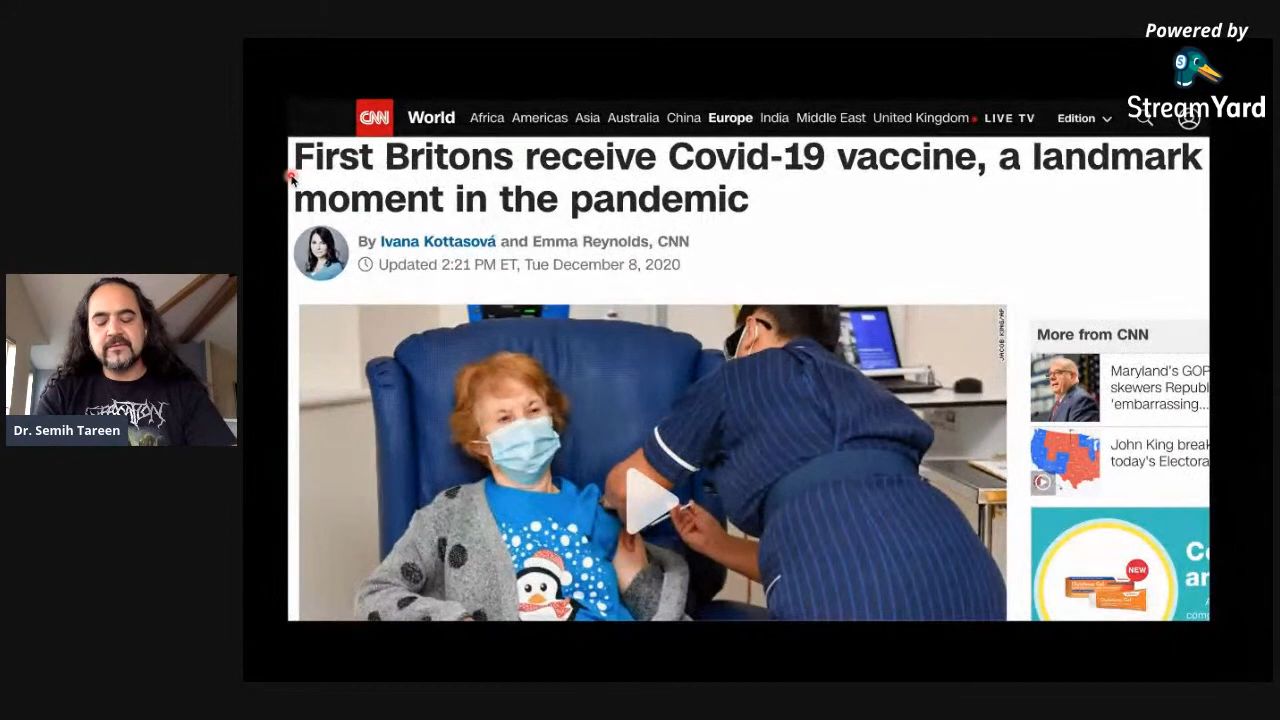 Powered by
StreamYard
CNN World Africa Americas Asia Australia China Europe India Middle East United Kingdom LIVE TV Edition
First Britons receive Covid-19 vaccine, a landmark
moment in the pandemic
By Ivana Kottasová and Emma Reynolds, CNN
Updated 2:21 PM ET, Tue December 8, 2020
JACOB KING/AP
More from CNN
Maryland's GOP
skewers Republ
'embarrassing...
John King break
today's Electora
NEW
Dr. Semih Tareen